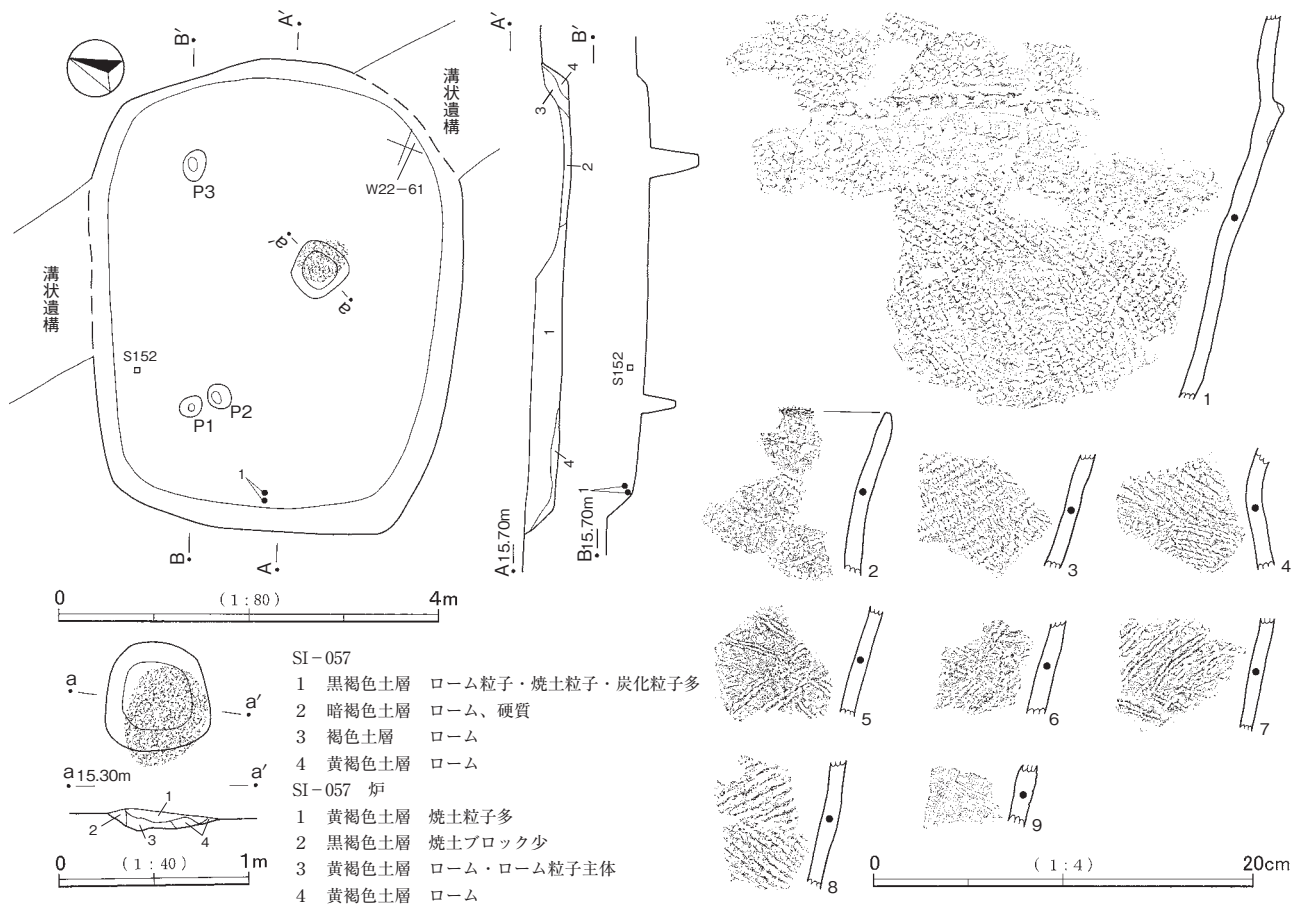 B′
A′
溝状遺構
W22−61
P3
a′
a
溝状遺構
S152
P1
P2
1
B
A
A′
B′
4
3
2
1
S152
4
1
A 15.70m
B 15.70m
0 (1:80) 4m
a
a′
a 15.30m
a′
1
2
3
4
0 (1:40) 1m
SI−057
1 黒褐色土層 ローム粒子・焼土粒子・炭化粒子多
2 暗褐色土層 ローム、硬質
3 褐色土層 ローム
4 黄褐色土層 ローム
SI−057 炉
1 黄褐色土層 焼土粒子多
2 黒褐色土層 焼土ブロック少
3 黄褐色土層 ローム・ローム粒子主体
4 黄褐色土層 ローム
1
2
3
4
5
6
7
8
9
0 (1:4) 20cm